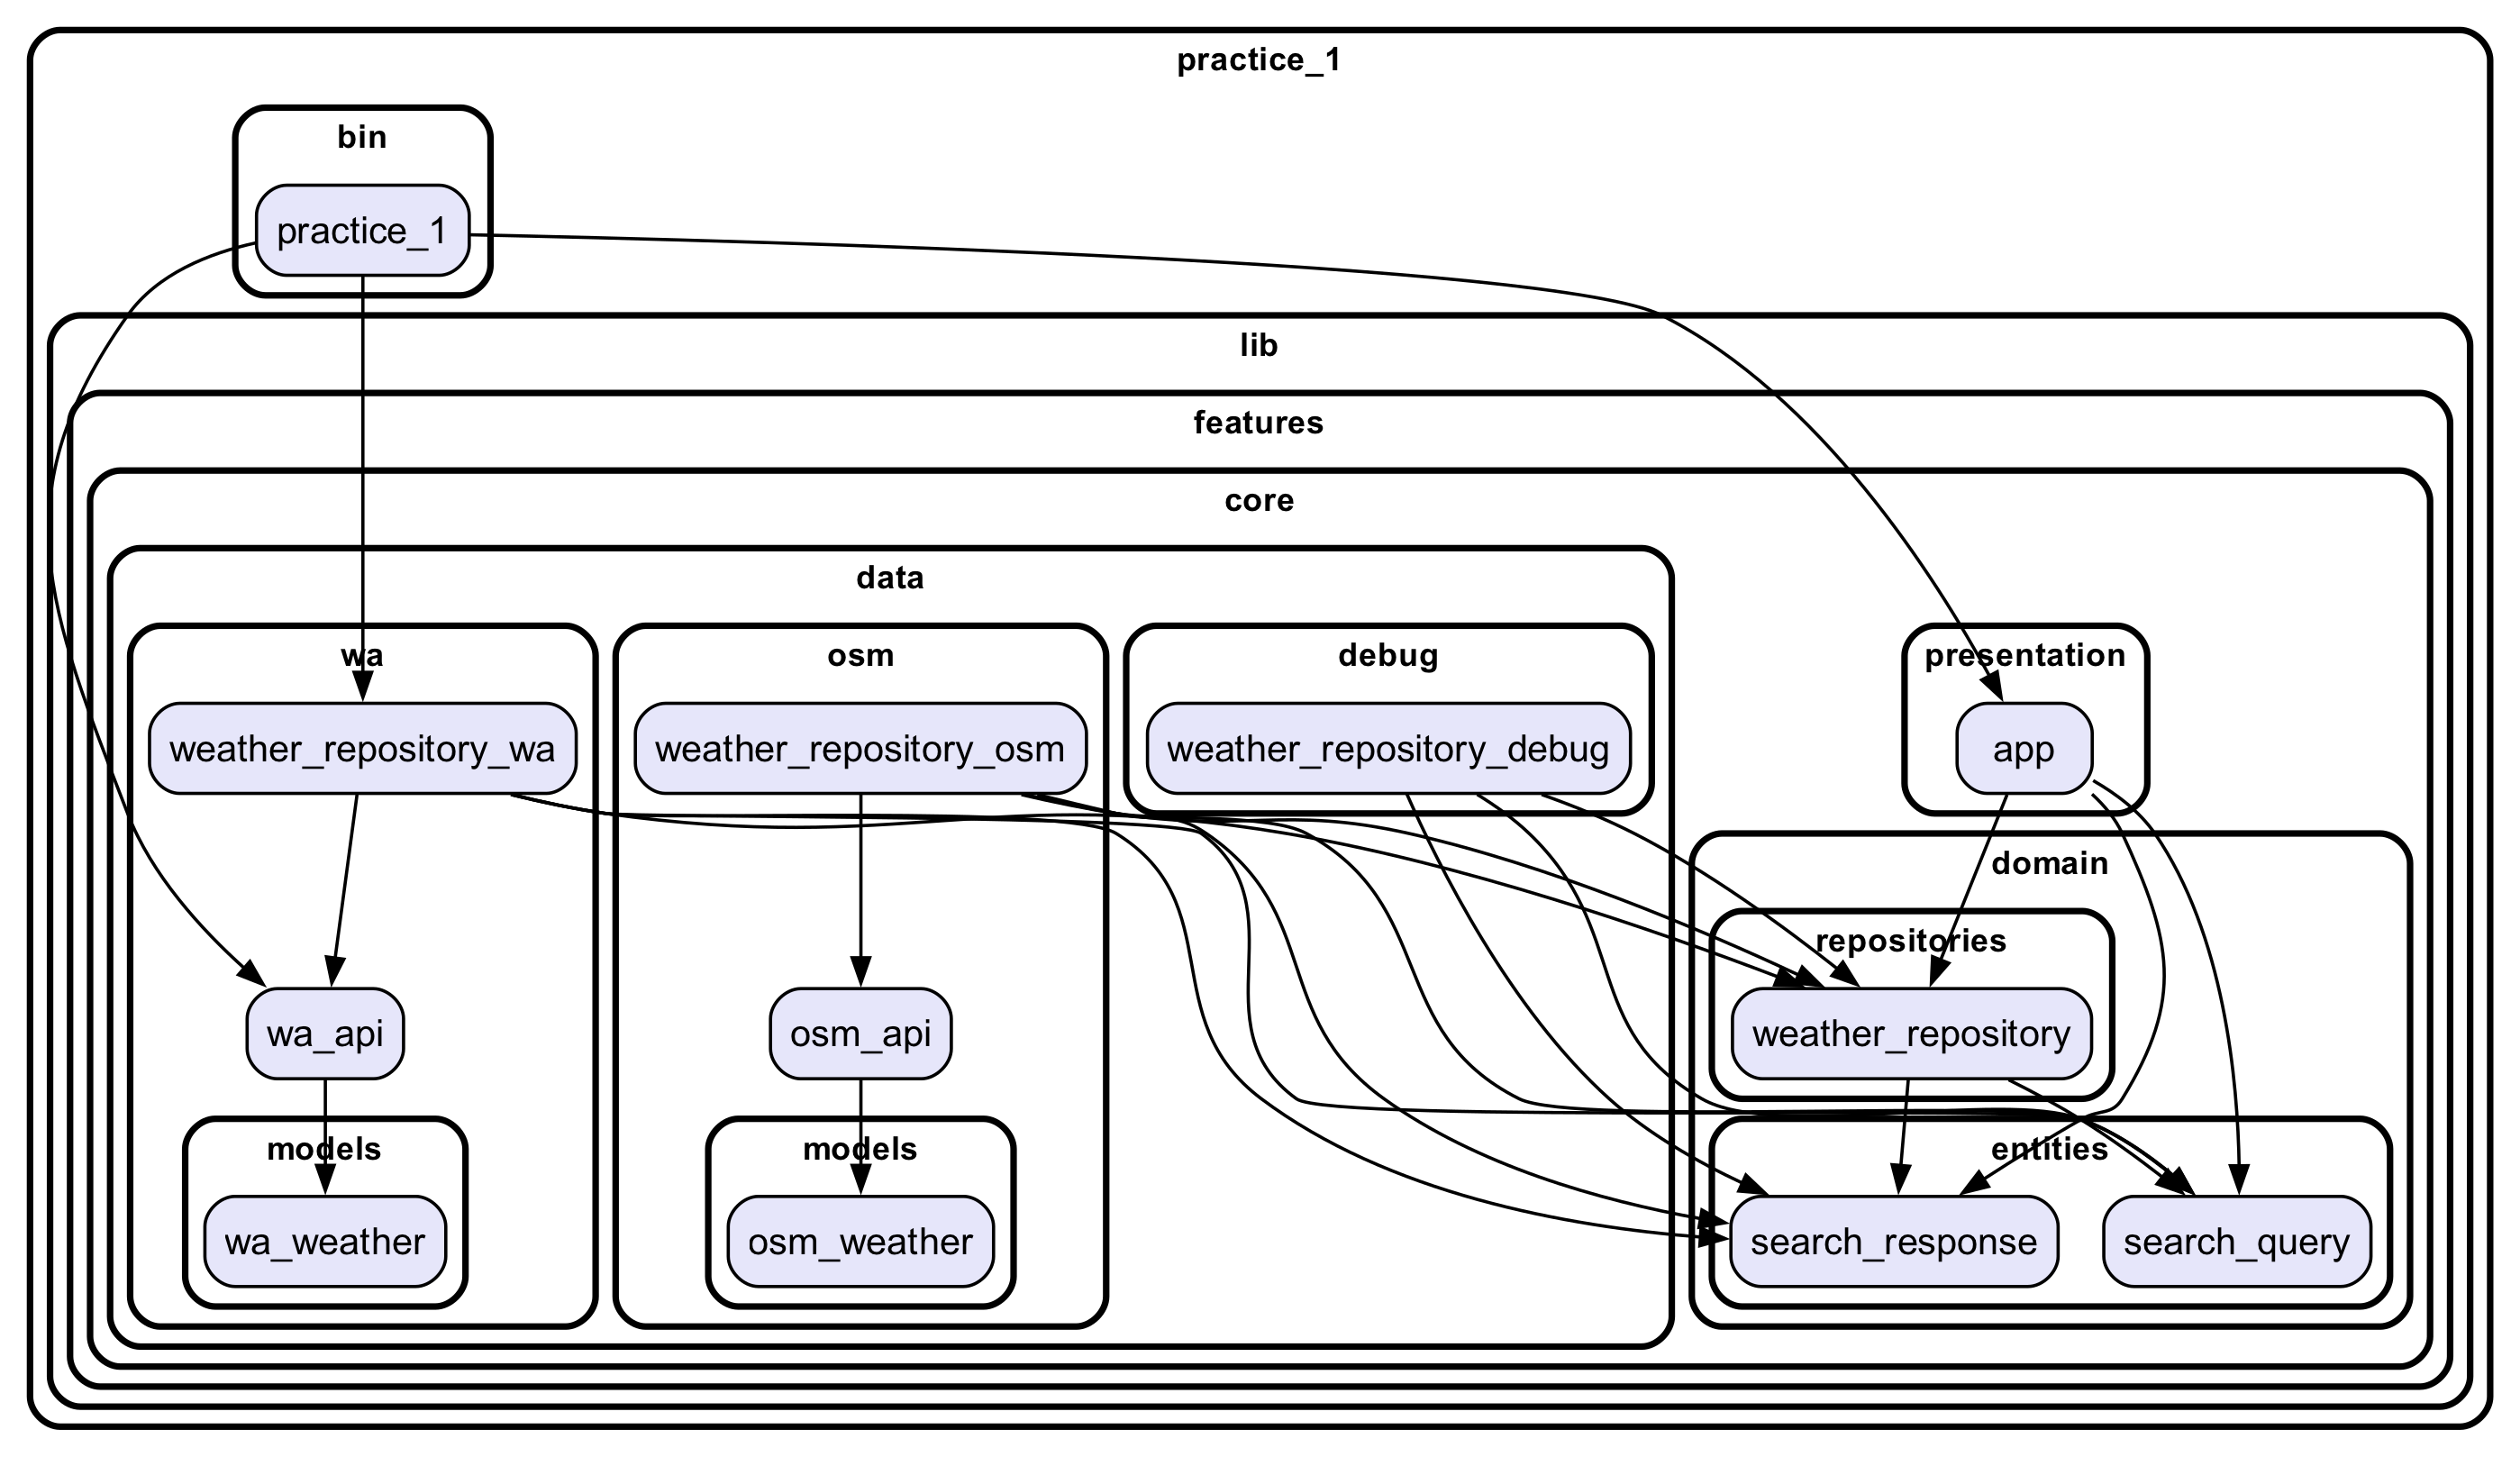 practice_1
bin
practice_1
lib
features
core
data
wa
osm
debug
presentation
weather_repository_wa
weather_repository_osm
weather_repository_debug
app
domain
repositories
wa_api
osm_api
weather_repository
models
models
entities
wa_weather
osm_weather
search_response
search_query